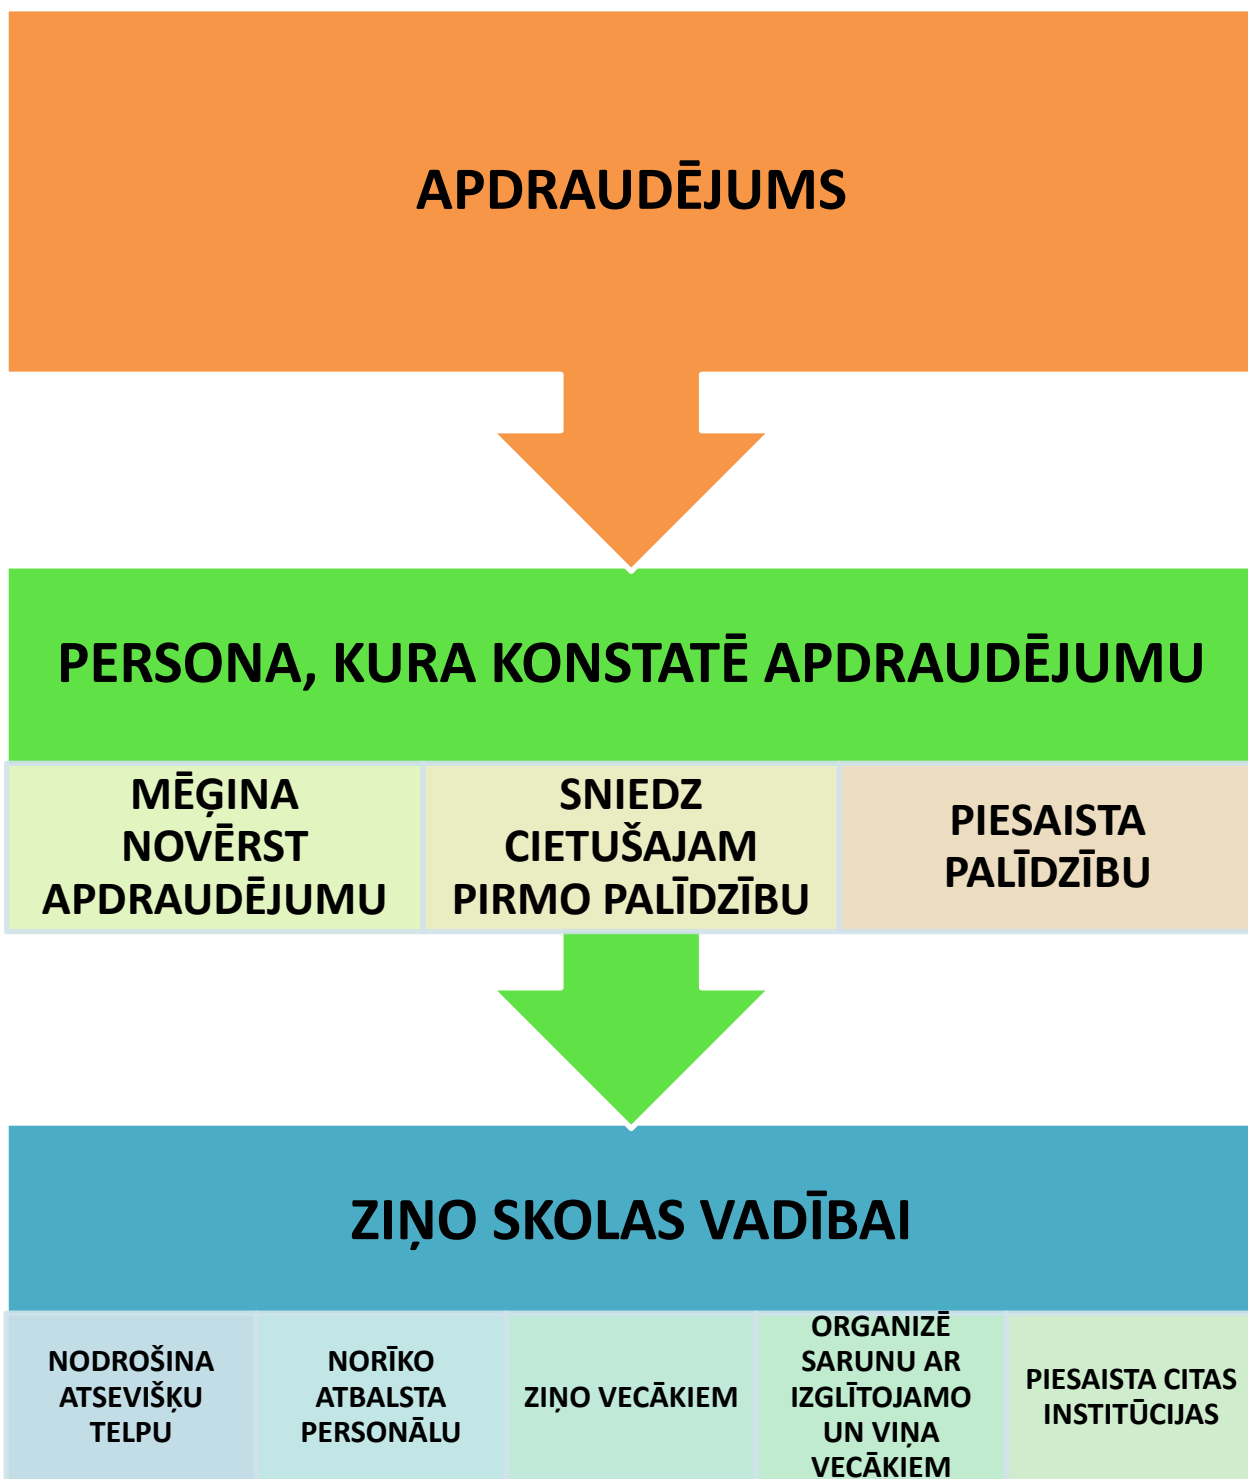 APDRAUDĒJUMS
PERSONA, KURA KONSTATĒ APDRAUDĒJUMU
MĒĢINA
NOVĒRST
APDRAUDĒJUMU
SNIEDZ
CIETUŠAJAM
PIRMO PALĪDZĪBU
PIESAISTA
PALĪDZĪBU
ZIŅO SKOLAS VADĪBAI
NODROŠINA
ATSEVIŠĶU
TELPU
NORĪKO
ATBALSTA
PERSONĀLU
ZIŅO VECĀKIEM
ORGANIZĒ
SARUNU AR
IZGLĪTOJAMO
UN VIŅA
VECĀKIEM
PIESAISTA CITAS
INSTITŪCIJAS